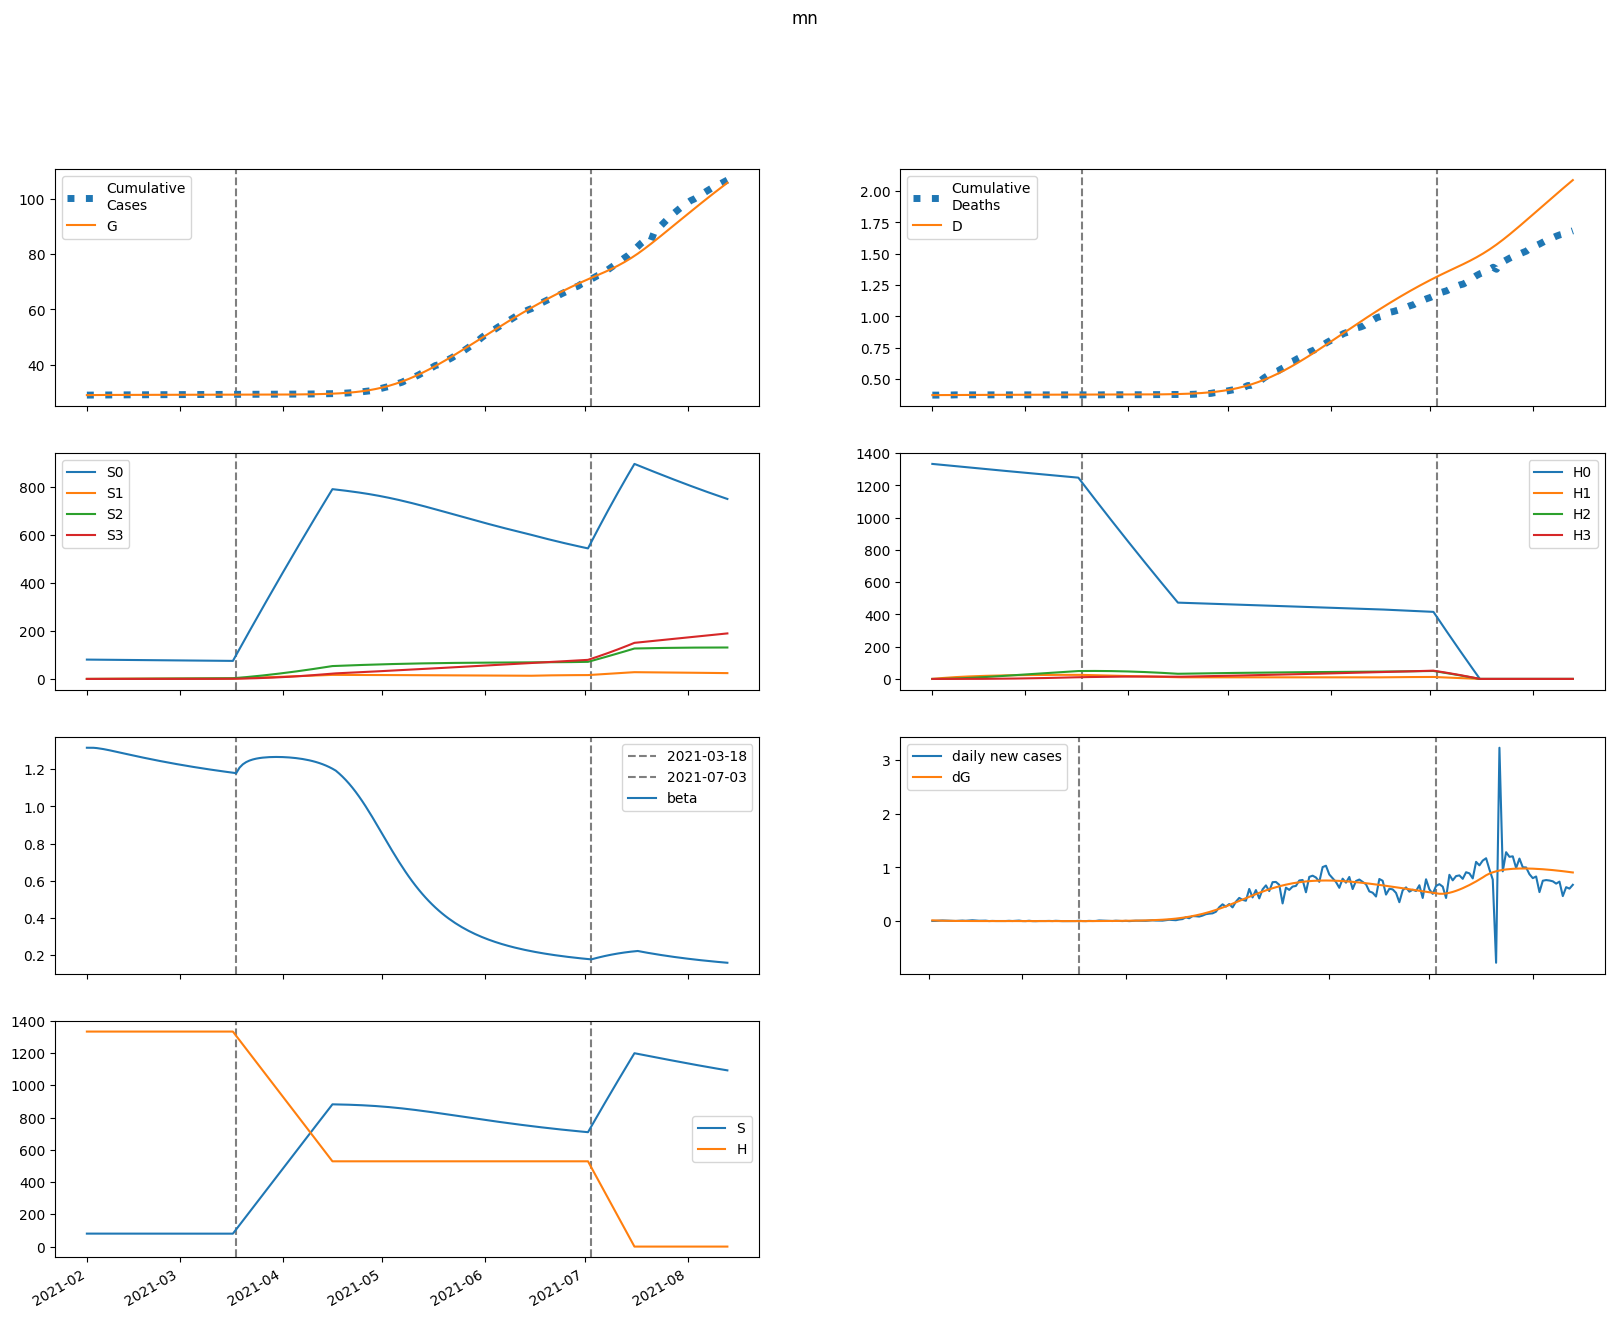 mn
Cumulative
Cases
G
100
80
60
40
Cumulative
Deaths
D
2.00
1.75
1.50
1.25
1.00
0.75
0.50
S0
S1
S2
S3
800
600
400
200
0
H0
H1
H2
H3
1400
1200
1000
800
600
400
200
0
2021-03-18
2021-07-03
beta
1.2
1.0
0.8
0.6
0.4
0.2
daily new cases
dG
3
2
1
0
S
H
1400
1200
1000
800
600
400
200
0
2021-02
2021-03
2021-04
2021-05
2021-06
2021-07
2021-08